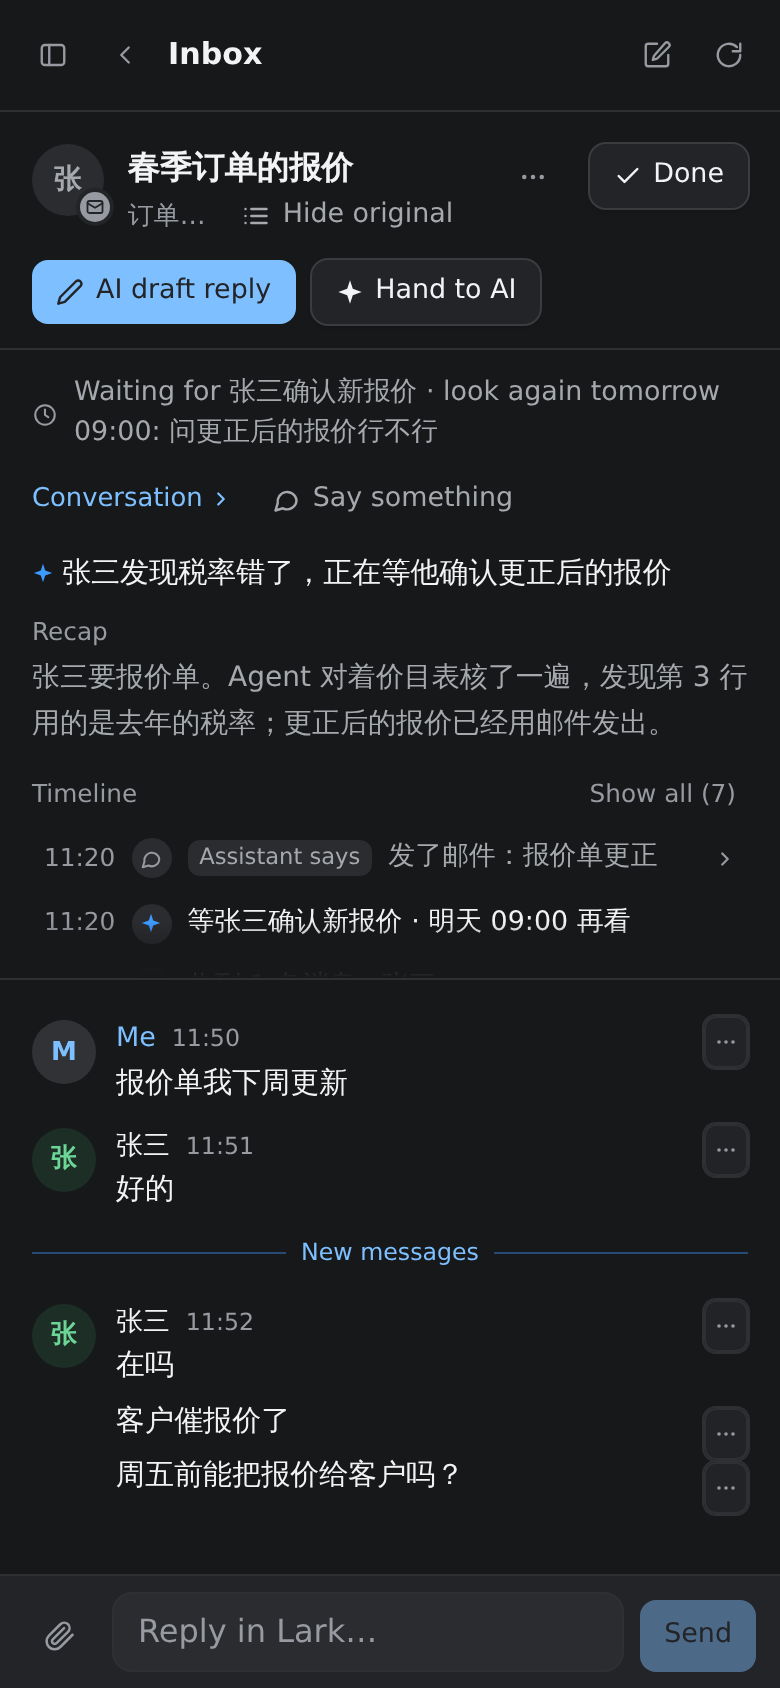 Inbox
张
春季订单的报价
Done
订单…
Hide original
AI draft reply
Hand to AI
Waiting for 张三确认新报价 · look again tomorrow
09:00: 问更正后的报价行不行
Conversation
Say something
张三发现税率错了，正在等他确认更正后的报价
Recap
张三要报价单。Agent 对着价目表核了一遍，发现第 3 行
用的是去年的税率；更正后的报价已经用邮件发出。
Timeline
Show all (7)
11:20 Assistant says 发了邮件：报价单更正
11:20 等张三确认新报价 · 明天 09:00 再看
M
Me 11:50
报价单我下周更新
张
张三 11:51
好的
New messages
张
张三 11:52
在吗
客户催报价了
周五前能把报价给客户吗？
Reply in Lark…
Send